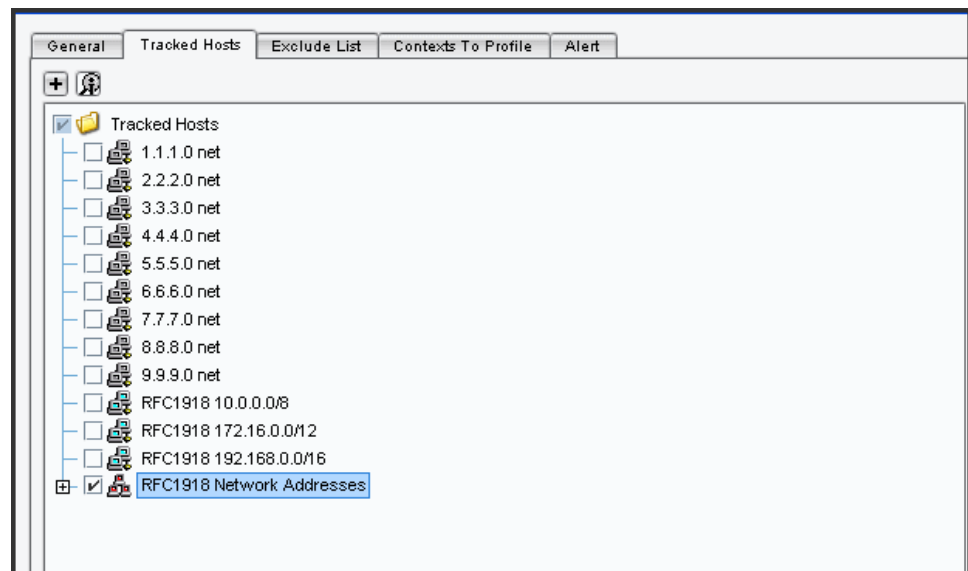 General Tracked Hosts Exclude List Contexts To Profile Alert
Tracked Hosts
1.1.1.0 net
2.2.2.0 net
3.3.3.0 net
4.4.4.0 net
5.5.5.0 net
6.6.6.0 net
7.7.7.0 net
8.8.8.0 net
9.9.9.0 net
RFC1918 10.0.0.0/8
RFC1918 172.16.0.0/12
RFC1918 192.168.0.0/16
RFC1918 Network Addresses